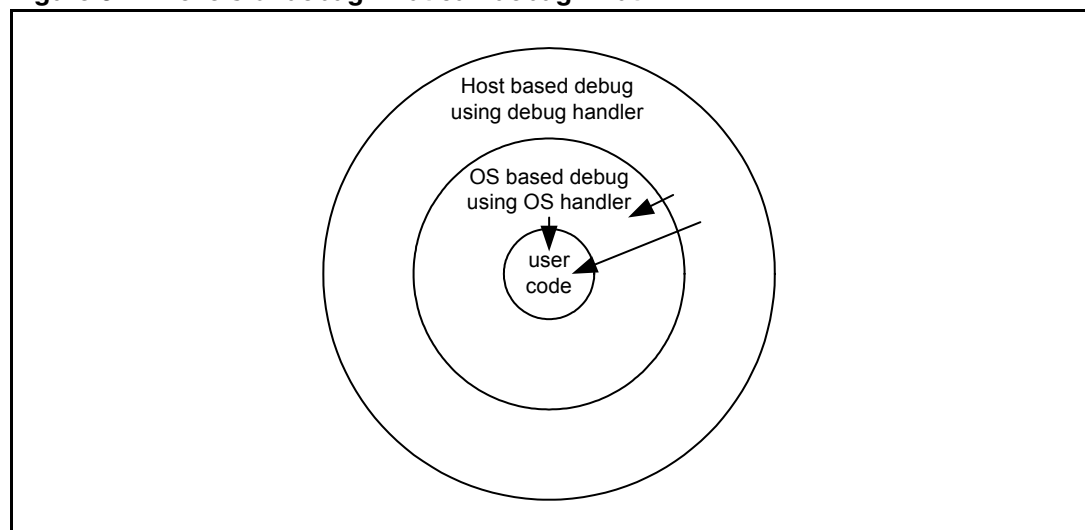 Host based debug
using debug handler
OS based debug
using OS handler
user
code